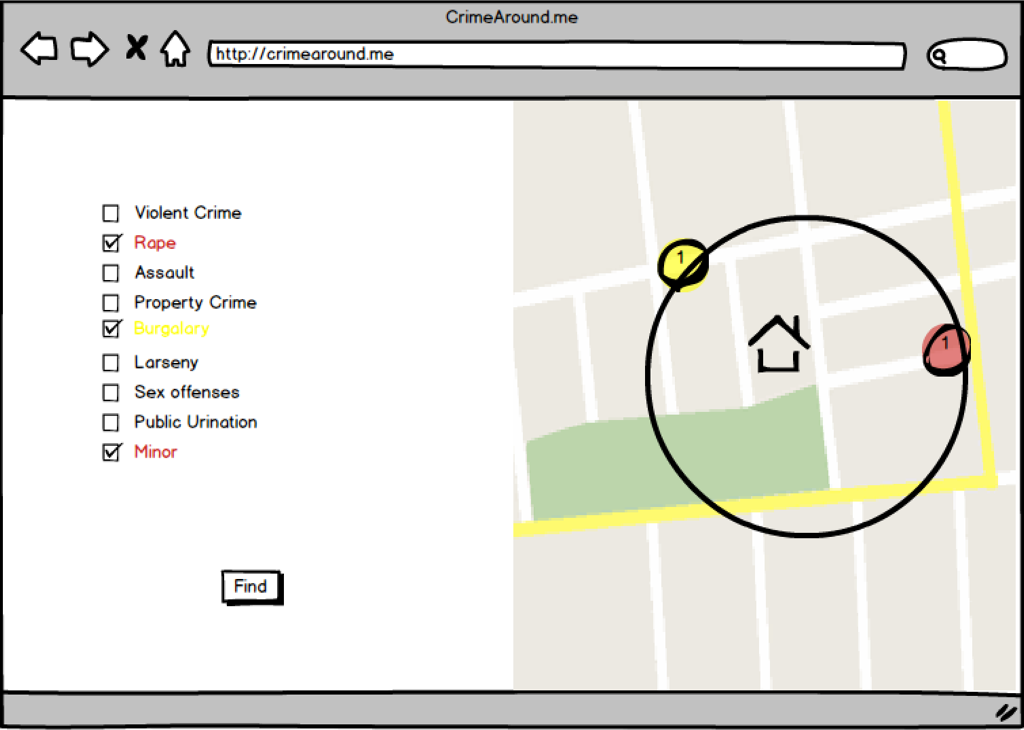 CrimeAround.me
http://crimearound.me
Violent Crime
Rape
Assault
Property Crime
Burgolary
Larseny
Sex offenses
Public Urination
Minor
Find
1
1